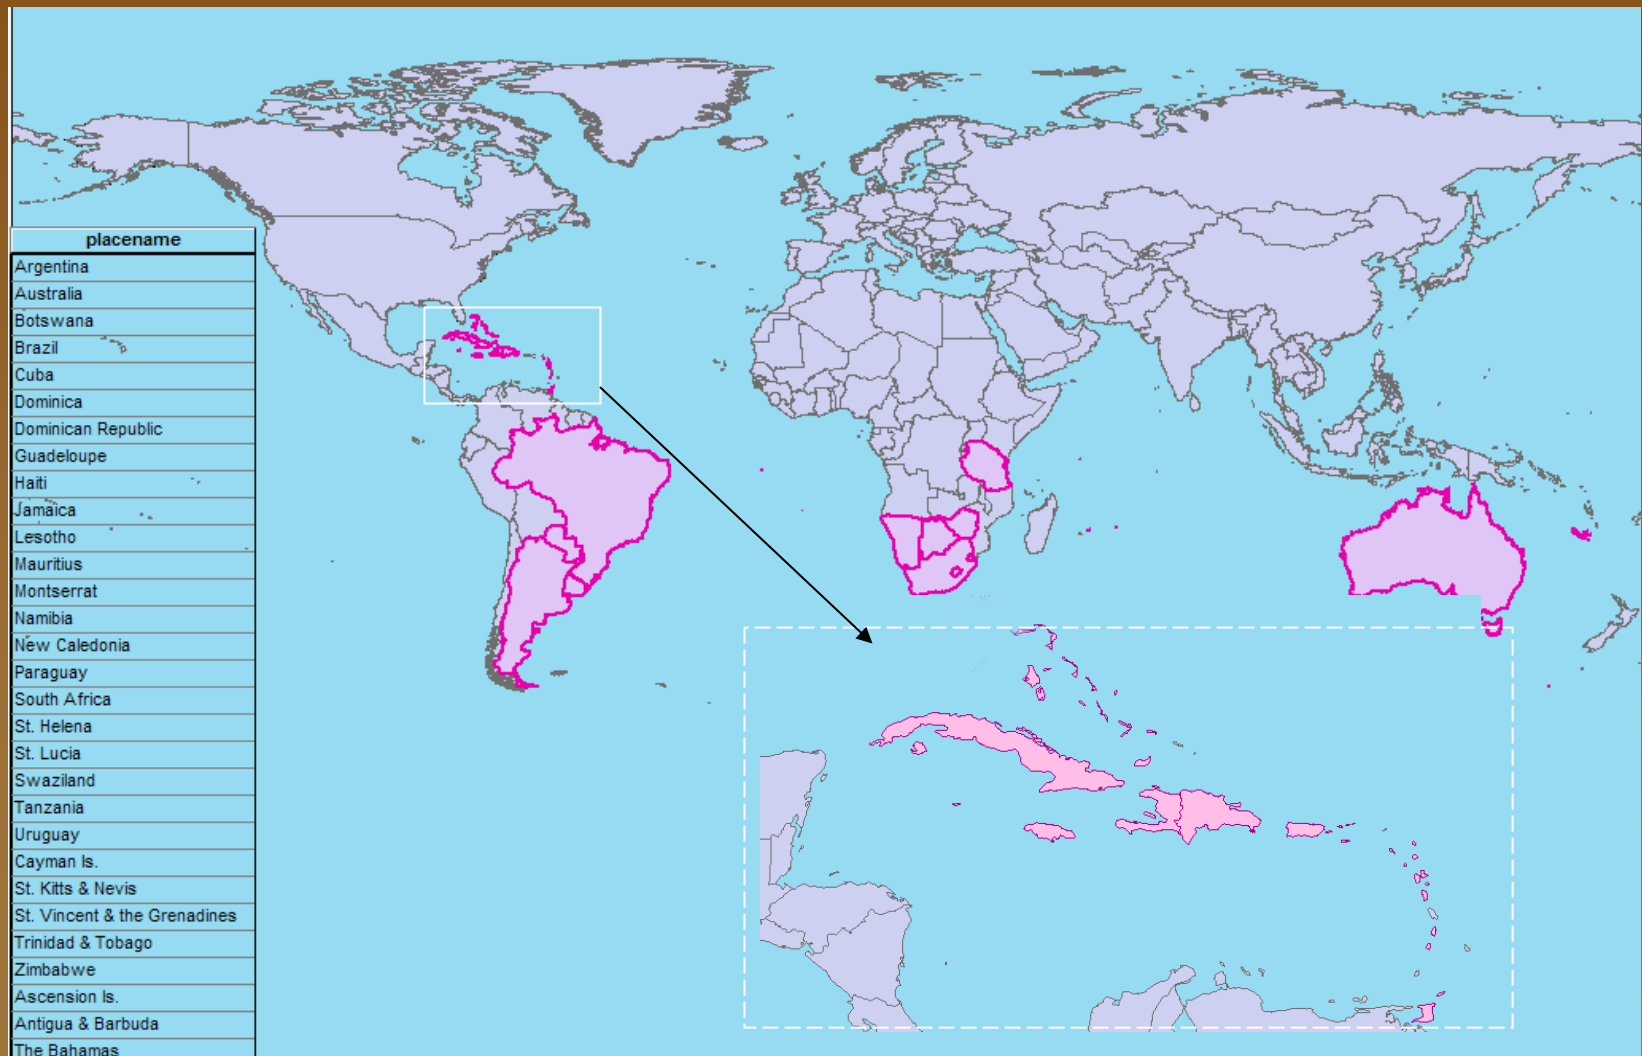 placename
Argentina
Australia
Botswana
Brazil
Cuba
Dominica
Dominican Republic
Guadeloupe
Haiti
Jamaica
Lesotho
Mauritius
Montserrat
Namibia
New Caledonia
Paraguay
South Africa
St. Helena
St. Lucia
Swaziland
Tanzania
Uruguay
Cayman Is.
St. Kitts & Nevis
St. Vincent & the Grenadines
Trinidad & Tobago
Zimbabwe
Ascension Is.
Antigua & Barbuda
The Bahamas